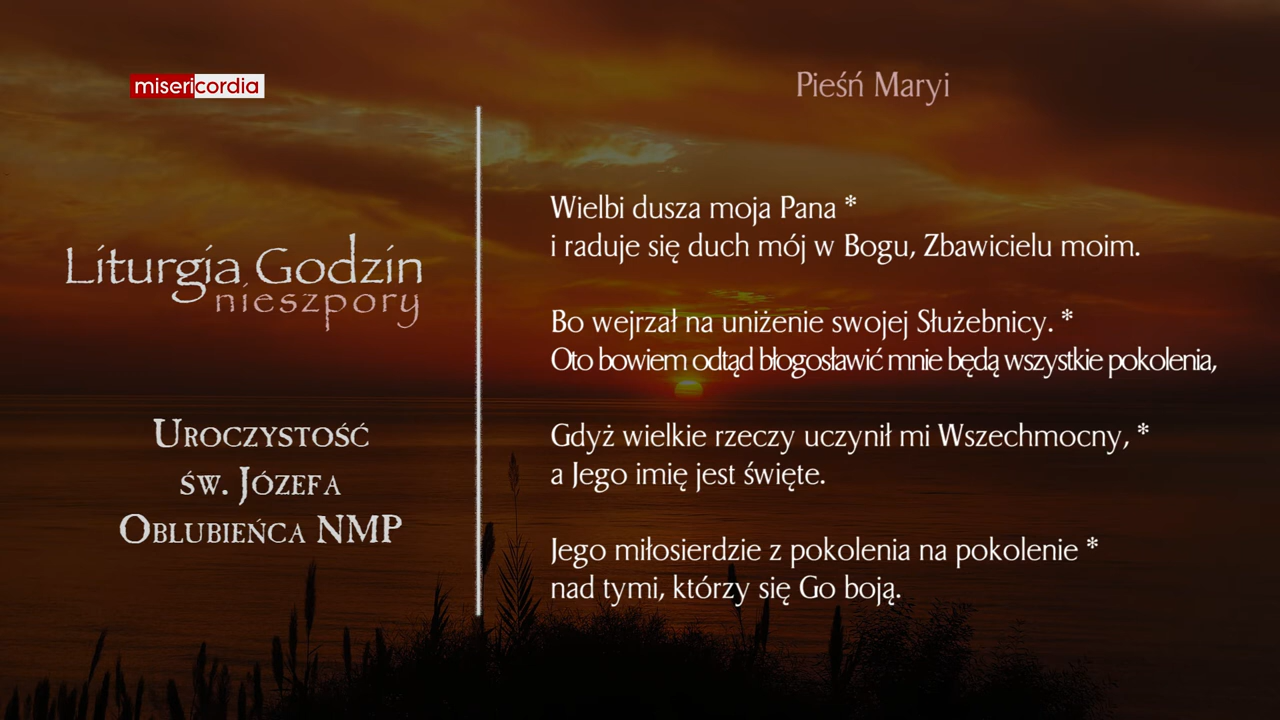 misericordia
Liturgia Godzin
nieszpory
Uroczystość
św. Józefa
Oblubieńca NMP
Pieśń Maryi
Wielbi dusza moja Pana *
i raduje się duch mój w Bogu, Zbawicielu moim.
Bo wejrzał na uniżenie swojej Służebnicy. *
Oto bowiem odtąd błogosławić mnie będą wszystkie pokolenia,
Gdyż wielkie rzeczy uczynił mi Wszechmocny, *
a Jego imię jest święte.
Jego miłosierdzie z pokolenia na pokolenie *
nad tymi, którzy się Go boją.